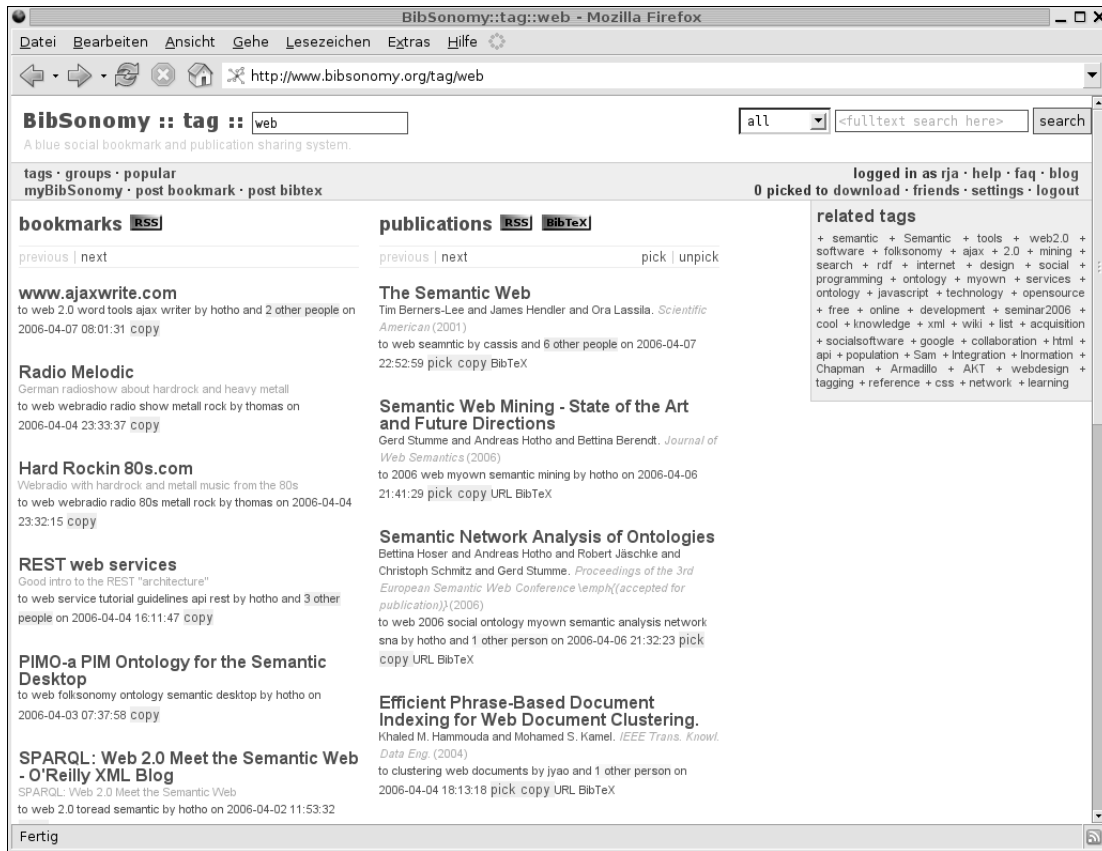 BibSonomy::tag::web - Mozilla Firefox
Datei Bearbeiten Ansicht Gehe Lesezeichen Extras Hilfe
http://www.bibsonomy.org/tag/web
BibSonomy :: tag :: web
all <fulltext search here> search
A blue social bookmark and publication sharing system.
tags · groups · popular
logged in as rja · help · faq · blog
myBibSonomy · post bookmark · post bibtex
0 picked to download · friends · settings · logout
bookmarks RSS
previous | next
www.ajaxwrite.com
to web 2.0 word tools ajax writer by hotho and 2 other people on
2006-04-07 08:01:31 copy
Radio Melodic
German radioshow about hardrock and heavy metall
to web webradio radio show metall rock by thomas on
2006-04-04 23:33:37 copy
Hard Rockin 80s.com
Webradio with hardrock and metall music from the 80s
to web webradio radio 80s metall rock by thomas on 2006-04-04
23:32:15 copy
REST web services
Good intro to the REST "architecture"
to web service tutorial guidelines api rest by hotho and 3 other
people on 2006-04-04 16:11:47 copy
PIMO-a PIM Ontology for the Semantic
Desktop
to web folksonomy ontology semantic desktop by hotho on
2006-04-03 07:37:58 copy
SPARQL: Web 2.0 Meet the Semantic Web
- O'Reilly XML Blog
SPARQL: Web 2.0 Meet the Semantic Web
to web 2.0 toread semantic by hotho on 2006-04-02 11:53:32
publications RSS BibTeX
previous | next pick | unpick
The Semantic Web
Tim Berners-Lee and James Hendler and Ora Lassila. Scientific
American (2001)
to web seamntic by cassis and 6 other people on 2006-04-07
22:52:59 pick copy BibTeX
Semantic Web Mining - State of the Art
and Future Directions
Gerd Stumme and Andreas Hotho and Bettina Berendt. Journal of
Web Semantics (2006)
to 2006 web myown semantic mining by hotho on 2006-04-06
21:41:29 pick copy URL BibTeX
Semantic Network Analysis of Ontologies
Bettina Hoser and Andreas Hotho and Robert Jäschke and
Christoph Schmitz and Gerd Stumme. Proceedings of the 3rd
European Semantic Web Conference \emph{(accepted for
publication)} (2006)
to web 2006 social ontology myown semantic analysis network
sna by hotho and 1 other person on 2006-04-06 21:32:23 pick
copy URL BibTeX
Efficient Phrase-Based Document
Indexing for Web Document Clustering.
Khaled M. Hammouda and Mohamed S. Kamel. IEEE Trans. Knowl.
Data Eng. (2004)
to clustering web documents by jyao and 1 other person on
2006-04-04 18:13:18 pick copy URL BibTeX
related tags
+ semantic + Semantic + tools + web2.0 +
software + folksonomy + ajax + 2.0 + mining +
search + rdf + internet + design + social +
programming + ontology + myown + services +
ontology + javascript + technology + opensource
+ free + online + development + seminar2006 +
cool + knowledge + xml + wiki + list + acquisition
+ socialsoftware + google + collaboration + html +
api + population + Sam + Integration + Inormation +
Chapman + Armadillo + AKT + webdesign +
tagging + reference + css + network + learning
Fertig